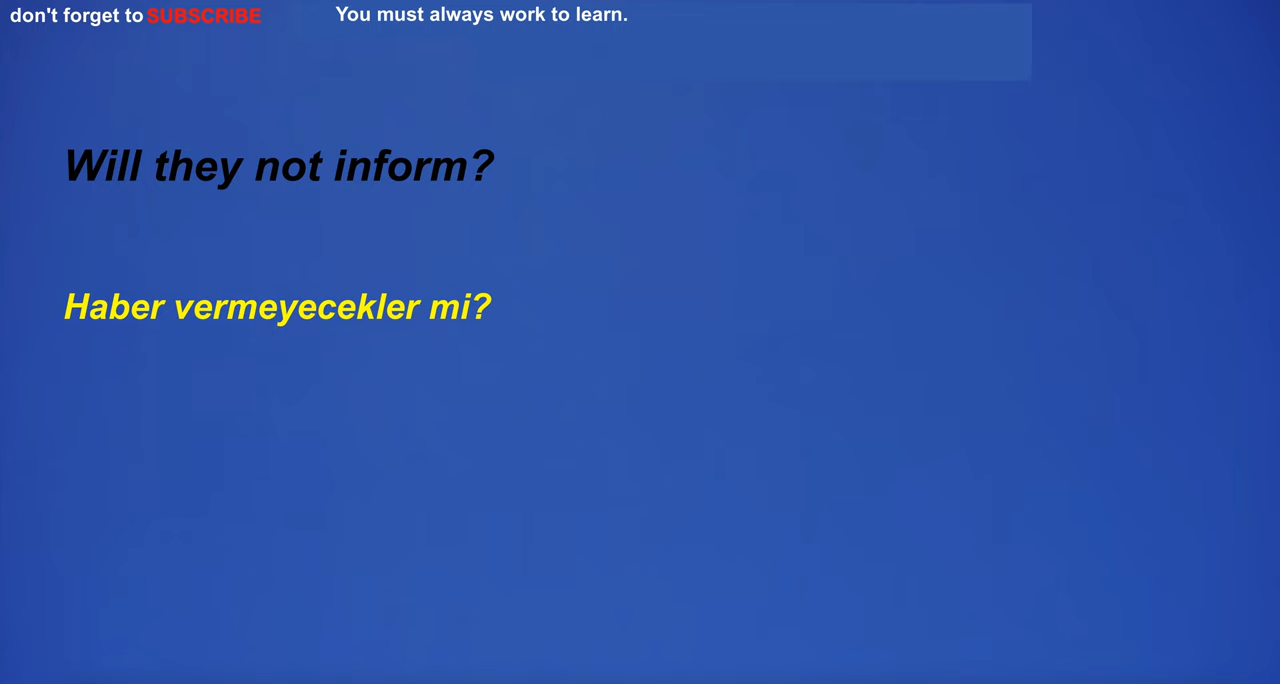 don't forget to SUBSCRIBE
You must always work to learn.
Will they not inform?
Haber vermeyecekler mi?